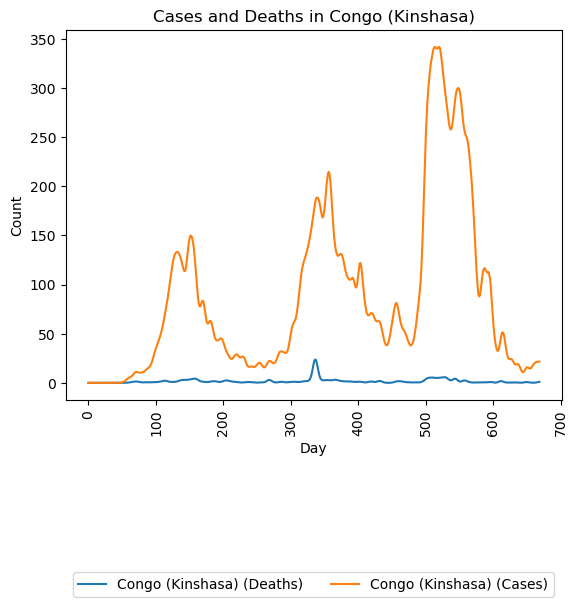 Cases and Deaths in Congo (Kinshasa)
350
300
250
200
150
100
50
0
Count
0 100 200 300 400 500 600 700
Day
Congo (Kinshasa) (Deaths) Congo (Kinshasa) (Cases)